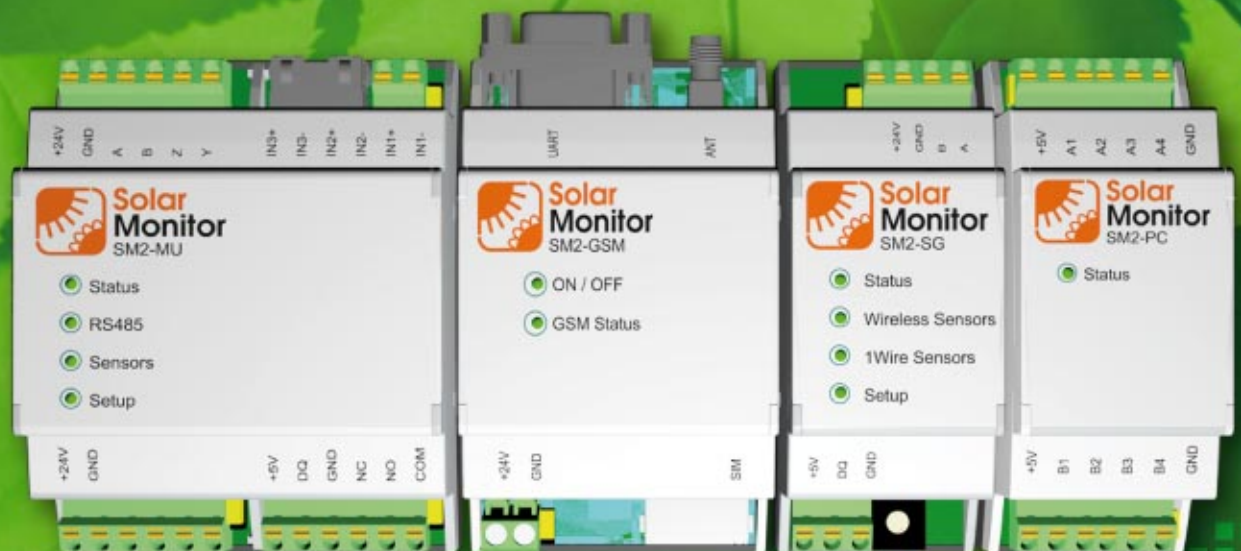 +24V GND A B Z Y IN3+ IN3- IN2+ IN2- IN1+ IN1-
Solar
Monitor
SM2-MU
Status
RS485
Sensors
Setup
+24V GND +5V DQ GND NC NO COM
UART ANT
Solar
Monitor
SM2-GSM
ON / OFF
GSM Status
+24V GND SIM
+24V GND B A
Solar
Monitor
SM2-SG
Status
Wireless Sensors
1Wire Sensors
Setup
+5V DQ GND
+5V A1 A2 A3 A4 GND
Solar
Monitor
SM2-PC
Status
+5V B1 B2 B3 B4 GND